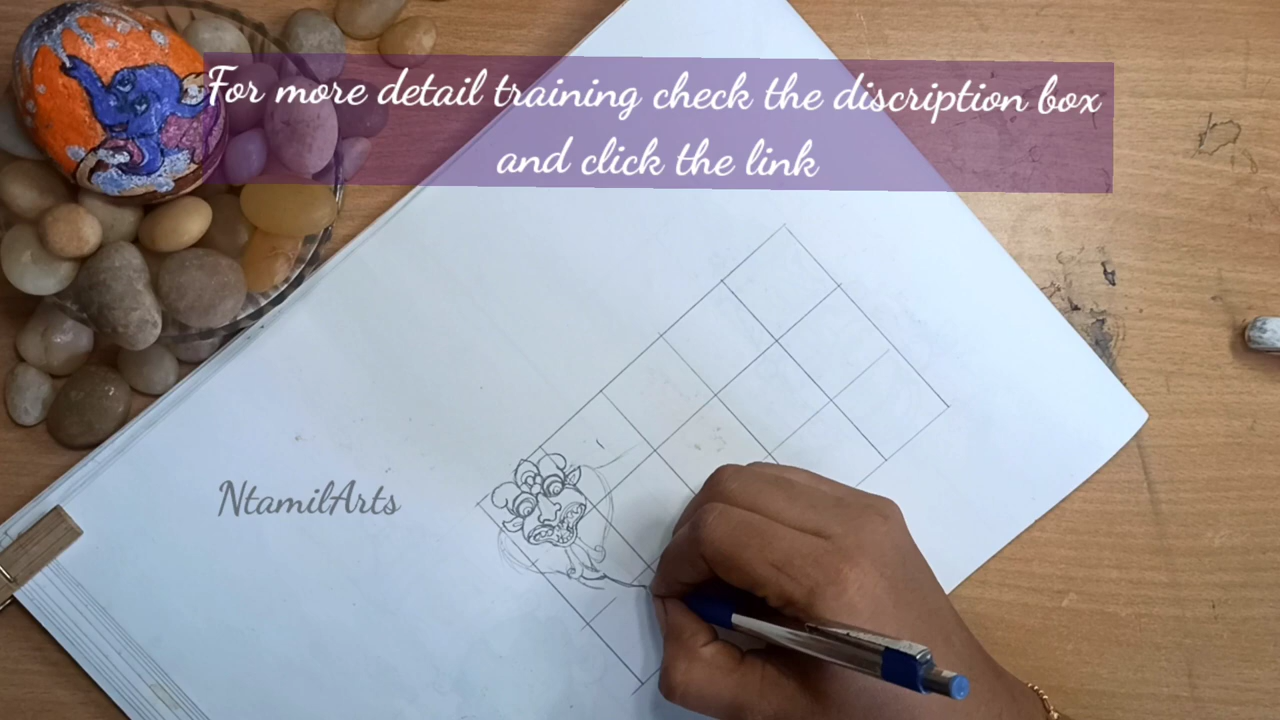 For more detail training check the discription box
and click the link
NtamilArts